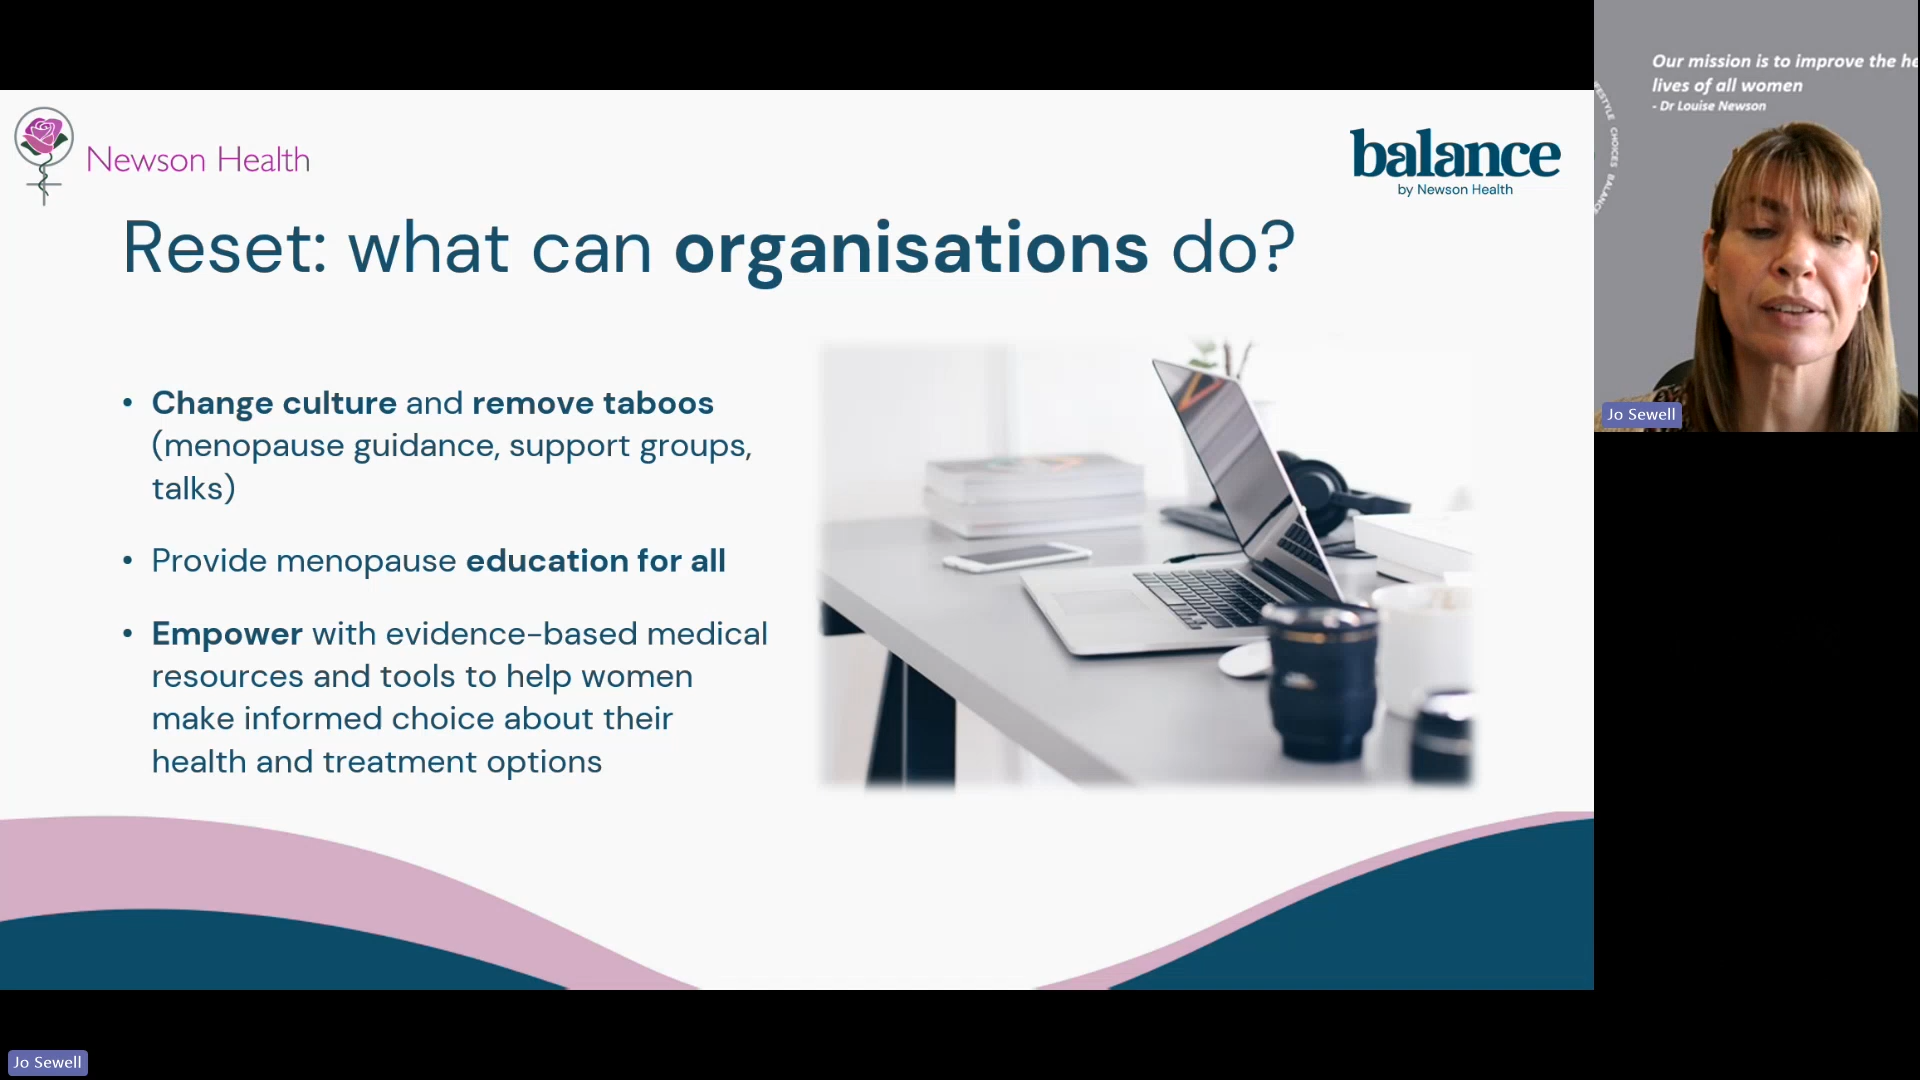 Our mission is to improve the he
lives of all women
- Dr Louise Newson
CHOICES
Newson Health
balance
by Newson Health
Reset: what can organisations do?
• Change culture and remove taboos
(menopause guidance, support groups,
talks)
• Provide menopause education for all
• Empower with evidence-based medical
resources and tools to help women
make informed choice about their
health and treatment options
Jo Sewell
Jo Sewell